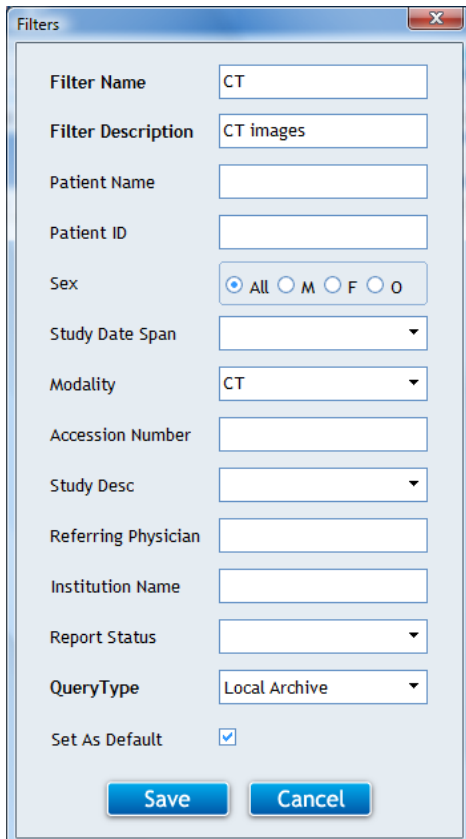 Filters
Filter Name CT
Filter Description CT images
Patient Name
Patient ID
Sex All M F O
Study Date Span
Modality CT
Accession Number
Study Desc
Referring Physician
Institution Name
Report Status
QueryType Local Archive
Set As Default
Save Cancel